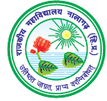 राजकीय महाविद्यालय नालागढ़ (हि.प्र.)
उत्तिष्ठत जाग्रत, प्राप्य वरान्निबोधत्